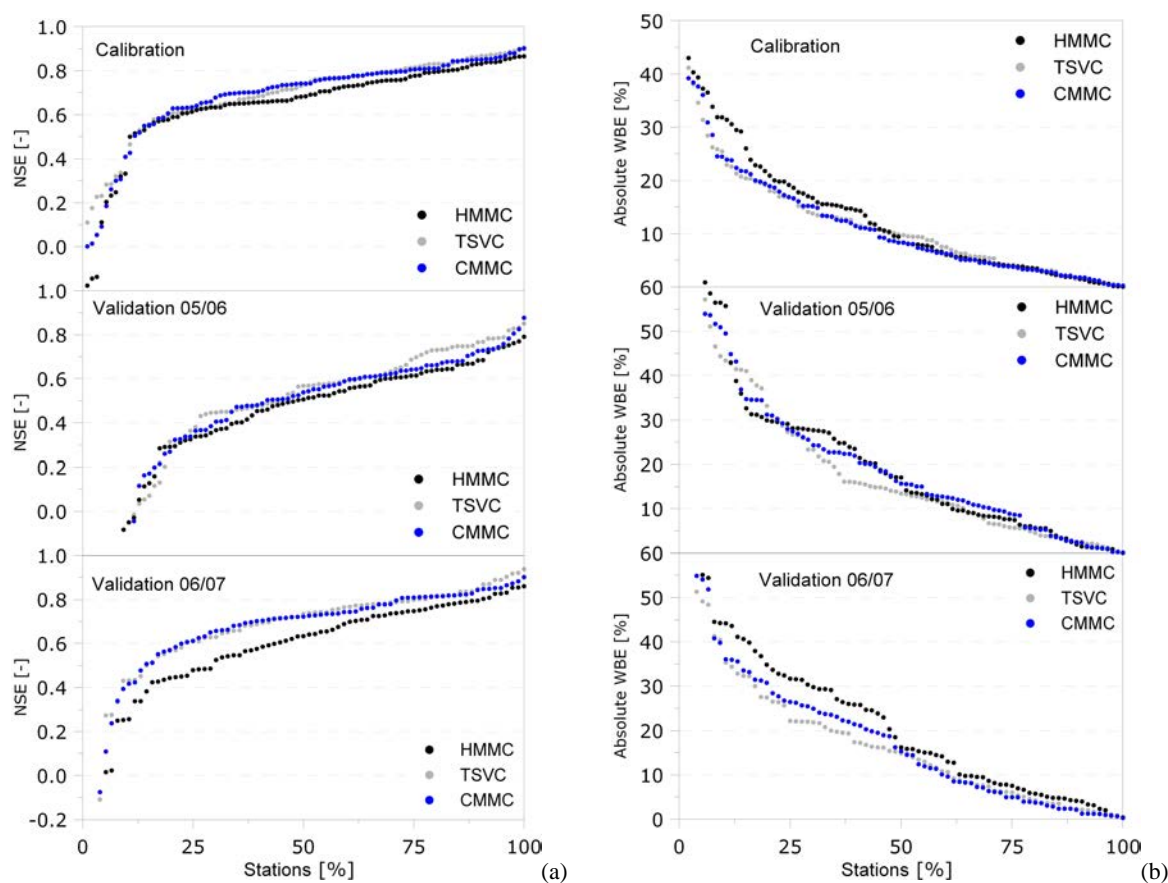 1.0
0.8
0.6
0.4
0.2
0.0
NSE [-]
Calibration
HMMC
TSVC
CMMC
1.0
0.8
0.6
0.4
0.2
0.0
NSE [-]
Validation 05/06
HMMC
TSVC
CMMC
1.0
0.8
0.6
0.4
0.2
0.0
-0.2
NSE [-]
Validation 06/07
HMMC
TSVC
CMMC
0 25 50 75 100
Stations [%]
(a)
50
40
30
20
10
Absolute WBE [%]
Calibration
HMMC
TSVC
CMMC
60
50
40
30
20
10
Absolute WBE [%]
Validation 05/06
HMMC
TSVC
CMMC
60
50
40
30
20
10
0
Absolute WBE [%]
Validation 06/07
HMMC
TSVC
CMMC
0 25 50 75 100
Stations [%]
(b)